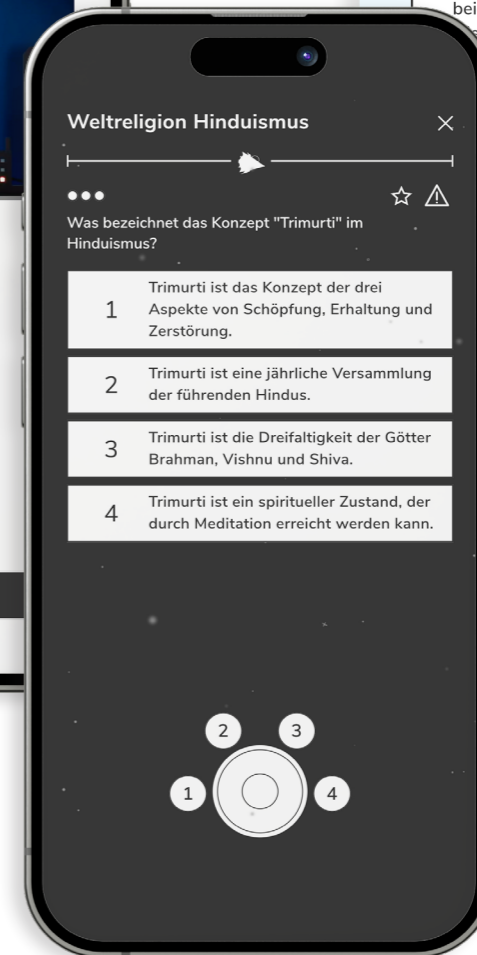 bei
Weltreligion Hinduismus
Was bezeichnet das Konzept "Trimurti" im
Hinduismus?
1
Trimurti ist das Konzept der drei
Aspekte von Schöpfung, Erhaltung und
Zerstörung.
2
Trimurti ist eine jährliche Versammlung
der führenden Hindus.
3
Trimurti ist die Dreifaltigkeit der Götter
Brahman, Vishnu und Shiva.
4
Trimurti ist ein spiritueller Zustand, der
durch Meditation erreicht werden kann.
2 3
1 4